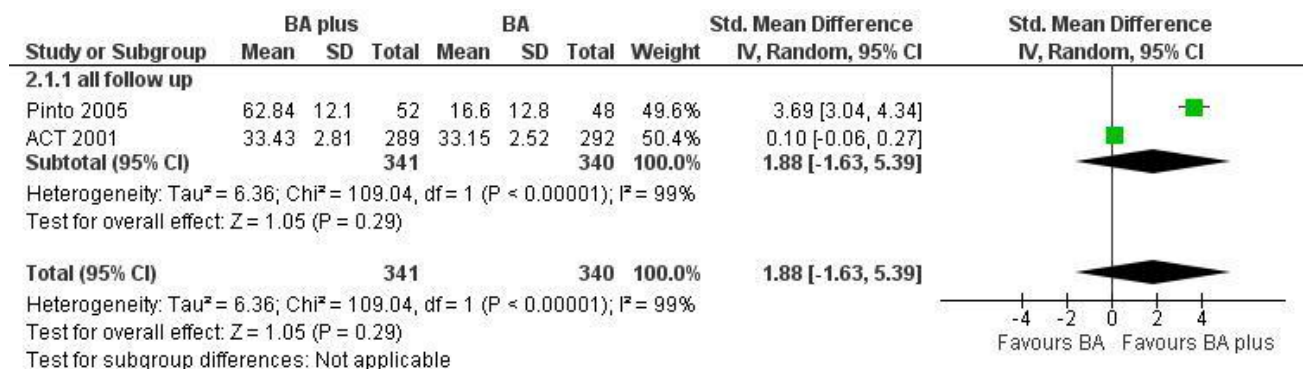 BA plus BA Std. Mean Difference Std. Mean Difference
Study or Subgroup Mean SD Total Mean SD Total Weight IV, Random, 95% CI IV, Random, 95% CI
2.1.1 all follow up
Pinto 2005 62.84 12.1 52 16.6 12.8 48 49.6% 3.69 [3.04, 4.34]
ACT 2001 33.43 2.81 289 33.15 2.52 292 50.4% 0.10 [-0.06, 0.27]
Subtotal (95% CI) 341 340 100.0% 1.88 [-1.63, 5.39]
Heterogeneity: Tau² = 6.36; Chi² = 109.04, df = 1 (P < 0.00001); I² = 99%
Test for overall effect: Z = 1.05 (P = 0.29)
Total (95% CI) 341 340 100.0% 1.88 [-1.63, 5.39]
Heterogeneity: Tau² = 6.36; Chi² = 109.04, df = 1 (P < 0.00001); I² = 99%
Test for overall effect: Z = 1.05 (P = 0.29)
Test for subgroup differences: Not applicable
-4 -2 0 2 4
Favours BA Favours BA plus